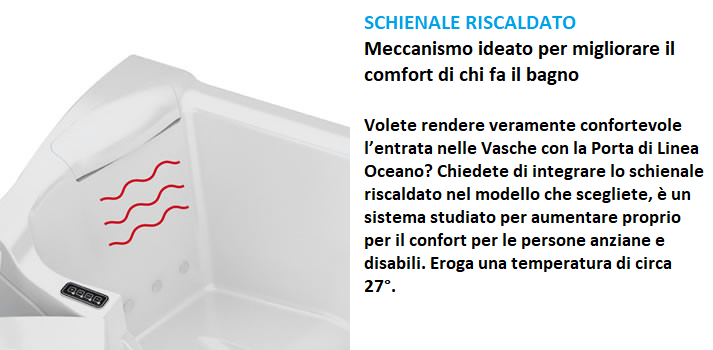 SCHIENALE RISCALDATO
Meccanismo ideato per migliorare il
comfort di chi fa il bagno
Volete rendere veramente confortevole
l’entrata nelle Vasche con la Porta di Linea
Oceano? Chiedete di integrare lo schienale
riscaldato nel modello che scegliete, è un
sistema studiato per aumentare proprio
per il confort per le persone anziane e
disabili. Eroga una temperatura di circa
27°.